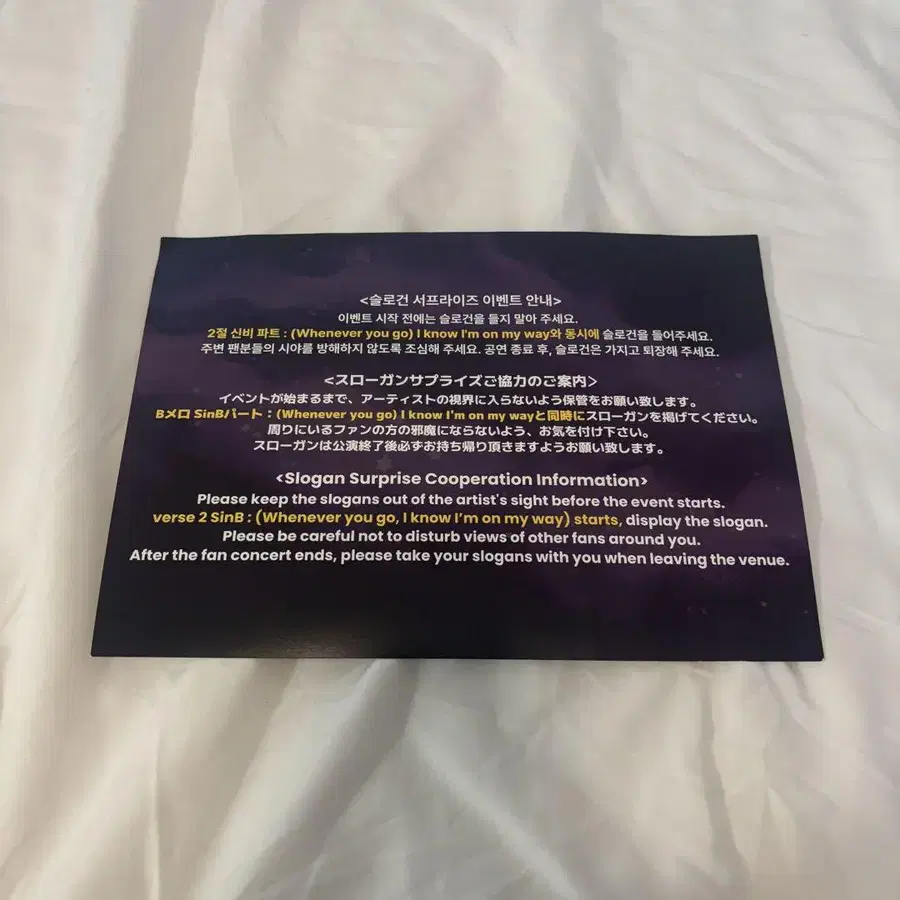 <슬로건 서프라이즈 이벤트 안내>
이벤트 시작 전에는 슬로건을 들지 말아 주세요.
2절 신비 파트 : (Whenever you go) I know I'm on my way와 동시에 슬로건을 들어주세요.
주변 팬분들의 시야를 방해하지 않도록 조심해 주세요. 공연 종료 후, 슬로건은 가지고 퇴장해 주세요.
<スローガンサプライズご協力のご案内>
イベントが始まるまで、アーティストの視界に入らないよう保管をお願い致します。
Bメロ SinBパート : (Whenever you go) I know I'm on my wayと同時にスローガンを掲げてください。
周りにいるファンの方の邪魔にならないよう、お気を付け下さい。
スローガンは公演終了後必ずお持ち帰り頂きますようお願い致します。
<Slogan Surprise Cooperation Information>
Please keep the slogans out of the artist's sight before the event starts.
verse 2 SinB : (Whenever you go, I know I'm on my way) starts, display the slogan.
Please be careful not to disturb views of other fans around you.
After the fan concert ends, please take your slogans with you when leaving the venue.